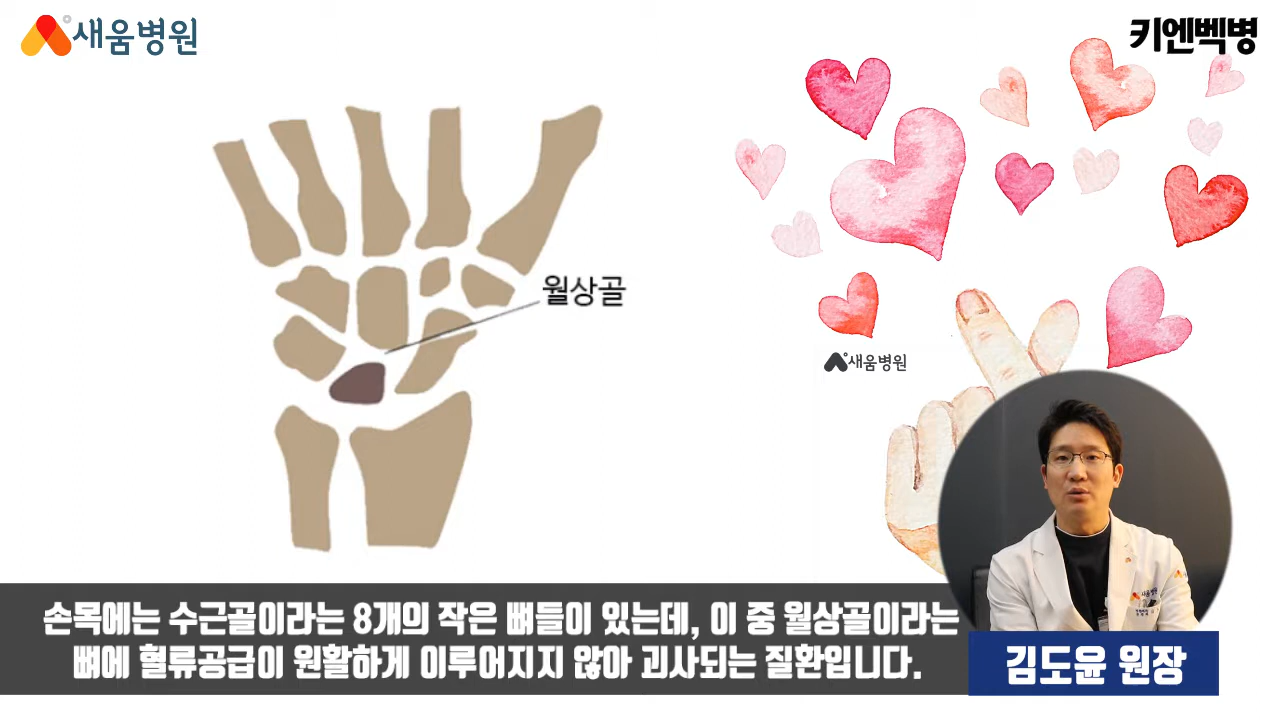 새움병원
키엔벡병
월상골
새움병원
손목에는 수근골이라는 8개의 작은 뼈들이 있는데, 이 중 월상골이라는
뼈에 혈류공급이 원활하게 이루어지지 않아 괴사되는 질환입니다.
김도윤 원장